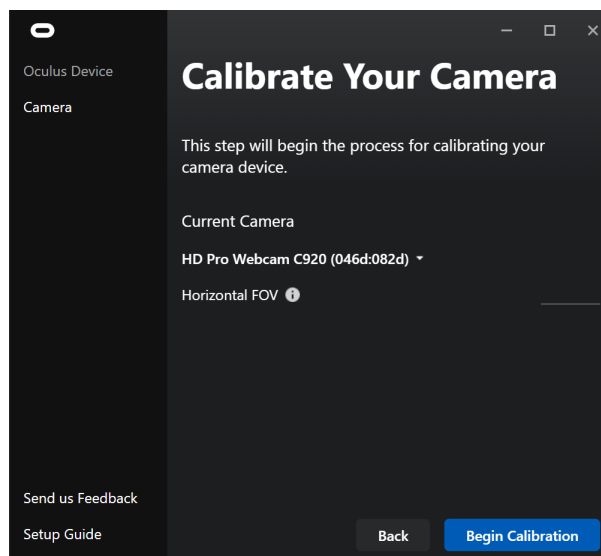 Oculus Device
Camera
Calibrate Your Camera
This step will begin the process for calibrating your
camera device.
Current Camera
HD Pro Webcam C920 (046d:082d)
Horizontal FOV
Send us Feedback
Setup Guide
Back
Begin Calibration